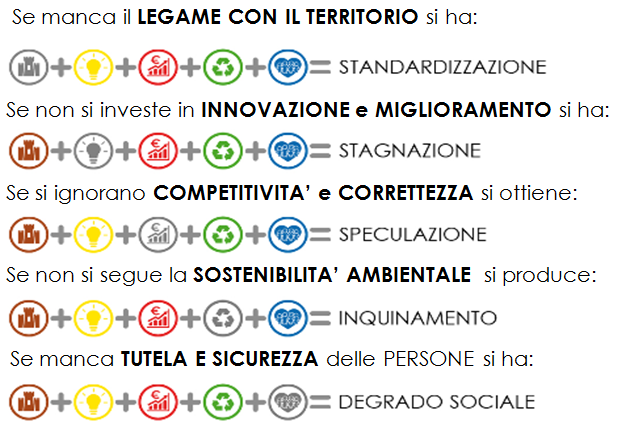 Se manca il LEGAME CON IL TERRITORIO si ha:
+ + + + = STANDARDIZZAZIONE
Se non si investe in INNOVAZIONE e MIGLIORAMENTO si ha:
+ + + + = STAGNAZIONE
Se si ignorano COMPETITIVITA’ e CORRETTEZZA si ottiene:
+ + + + = SPECULAZIONE
Se non si segue la SOSTENIBILITA’ AMBIENTALE si produce:
+ + + + = INQUINAMENTO
Se manca TUTELA E SICUREZZA delle PERSONE si ha:
+ + + + = DEGRADO SOCIALE